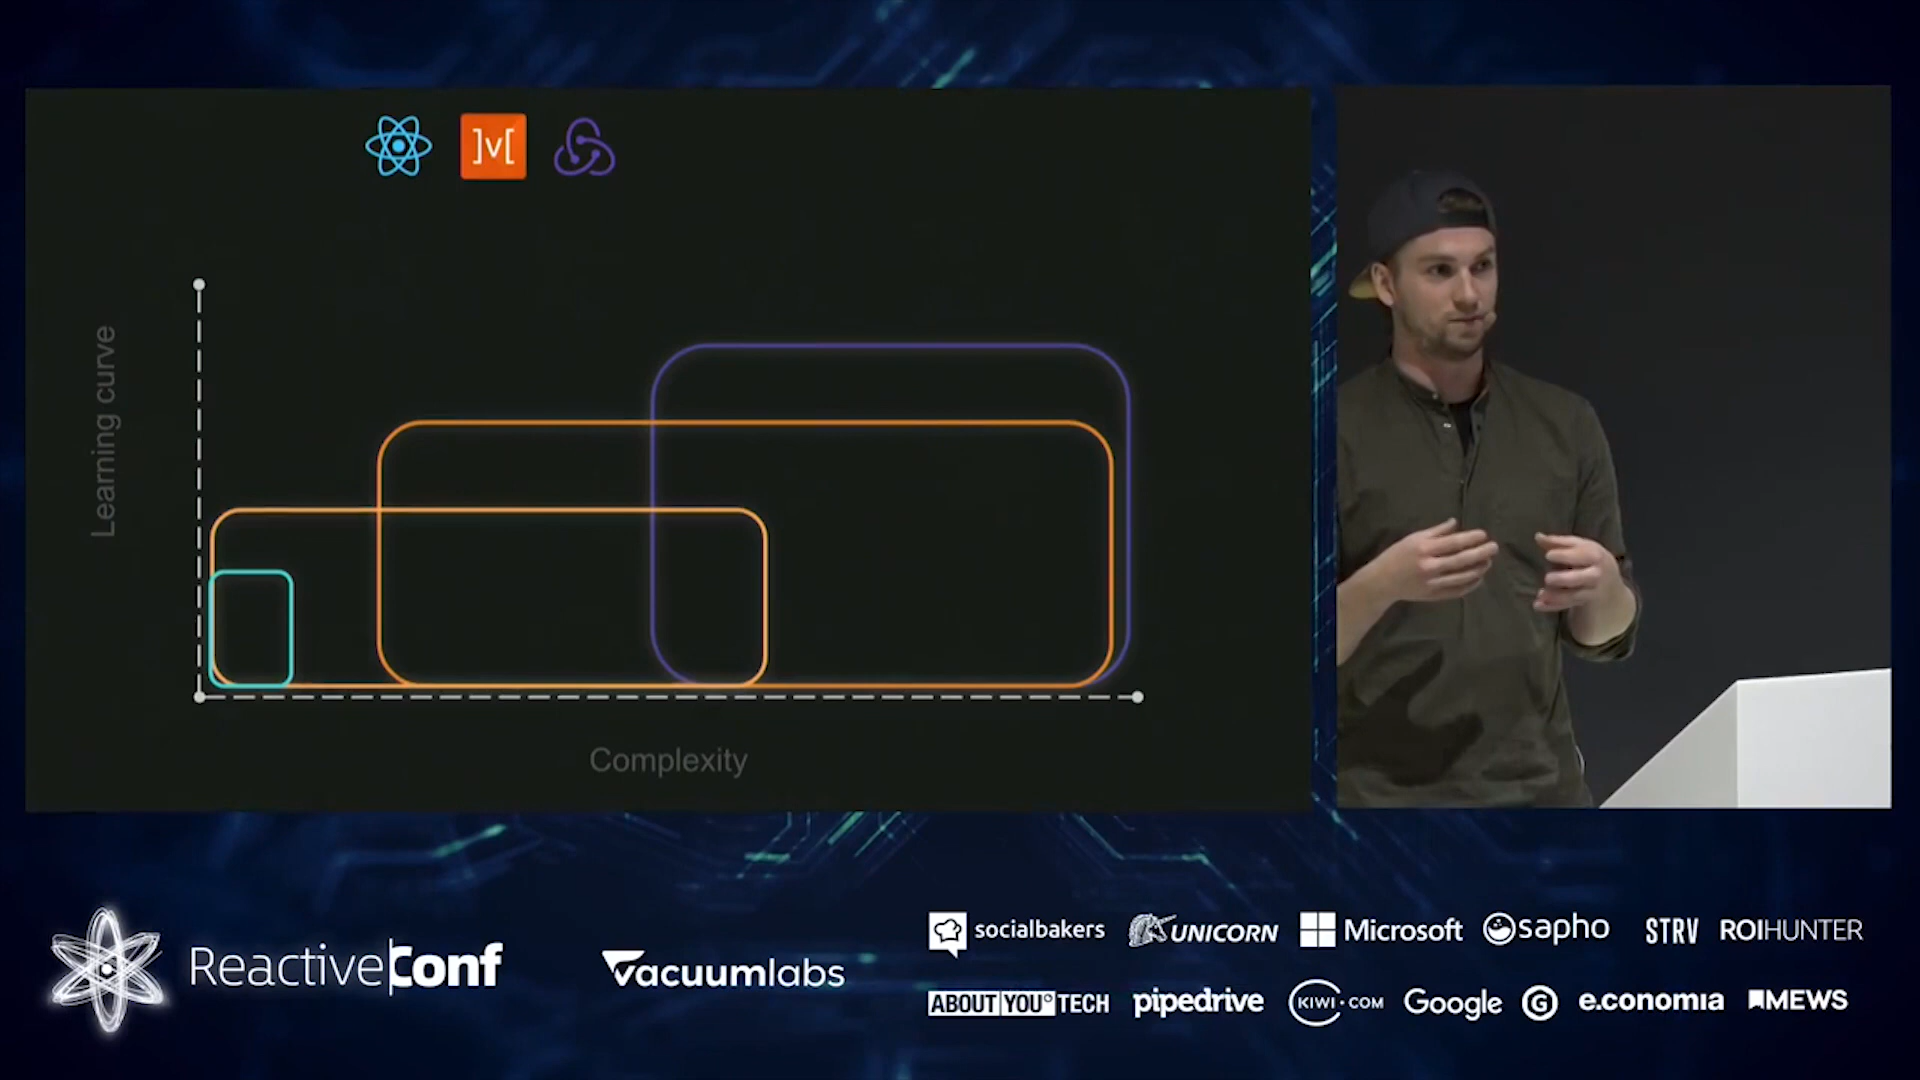 ]v[
Learning curve
Complexity
ReactiveConf
vacuumlabs
socialbakers
UNICORN
Microsoft
sapho
STRV
ROIHUNTER
ABOUT YOU° TECH
pipedrive
KIWI.COM
Google
G
e.conomia
MEWS